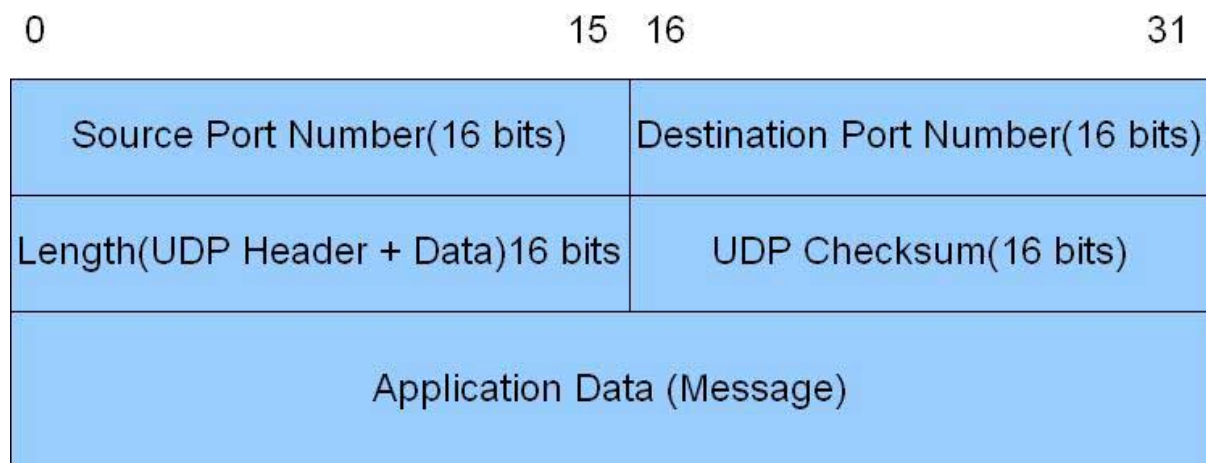 0 15 16 31
Source Port Number(16 bits) Destination Port Number(16 bits)
Length(UDP Header + Data)16 bits UDP Checksum(16 bits)
Application Data (Message)